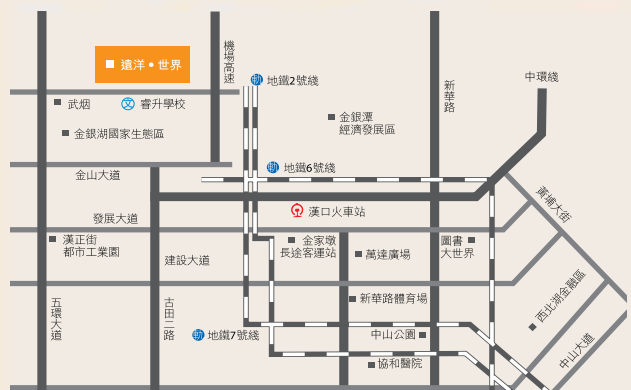 機場高速
遠洋•世界
地鐵2號綫
中環綫
新華路
武烟
睿升學校
金銀潭
經濟發展區
金銀湖國家生態區
金山大道
地鐵6號綫
黃埔大街
漢口火車站
發展大道
漢正街
都市工業園
金家墩
長途客運站
圖書
大世界
萬達廣場
建設大道
西北湖金融區
五環大道
古田二路
新華路體育場
地鐵7號綫
中山公園
中山大道
協和醫院